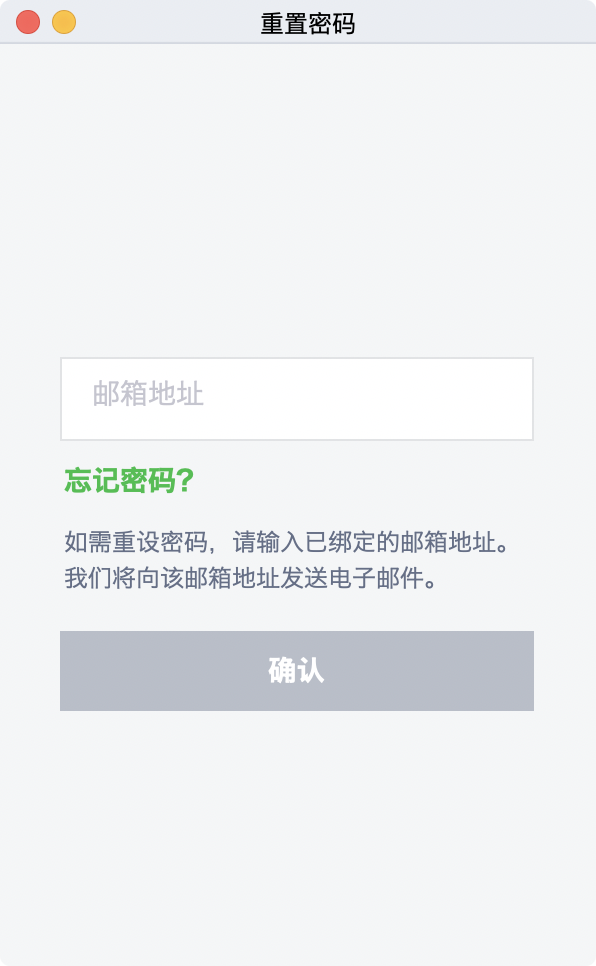 重置密码
邮箱地址
忘记密码?
如需重设密码，请输入已绑定的邮箱地址。
我们将向该邮箱地址发送电子邮件。
确认